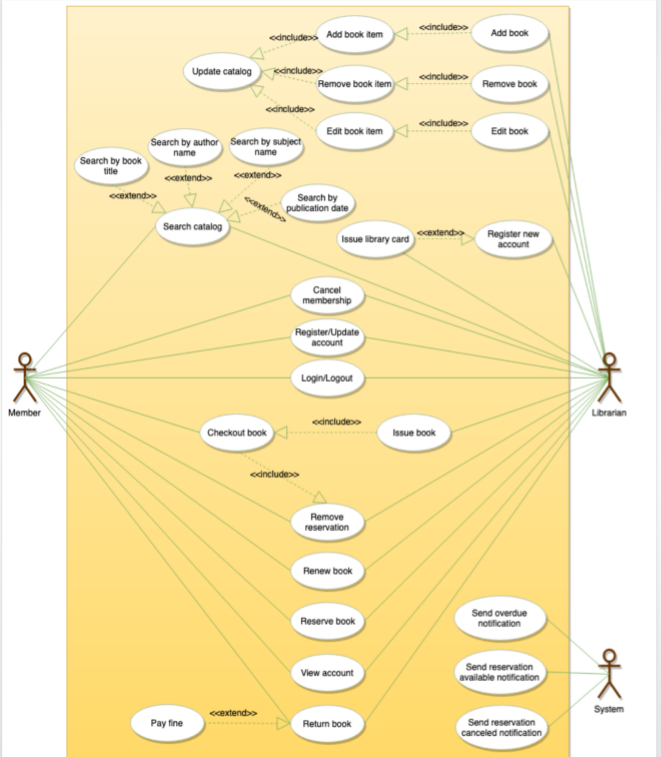 <<include>>
Add book item
<<include>>
Add book
Update catalog
<<include>>
Remove book item
<<include>>
Remove book
<<include>>
Edit book item
<<include>>
Edit book
Search by book
title
Search by author
name
Search by subject
name
<<extend>>
<<extend>>
<<extend>>
<<extend>>
Search by
publication date
Search catalog
Issue library card
<<extend>>
Register new
account
Cancel
membership
Register/Update
account
Login/Logout
Member
Librarian
Checkout book
<<include>>
Issue book
<<include>>
Remove
reservation
Renew book
Reserve book
View account
Pay fine
<<extend>>
Return book
Send overdue
notification
Send reservation
available notification
Send reservation
canceled notification
System